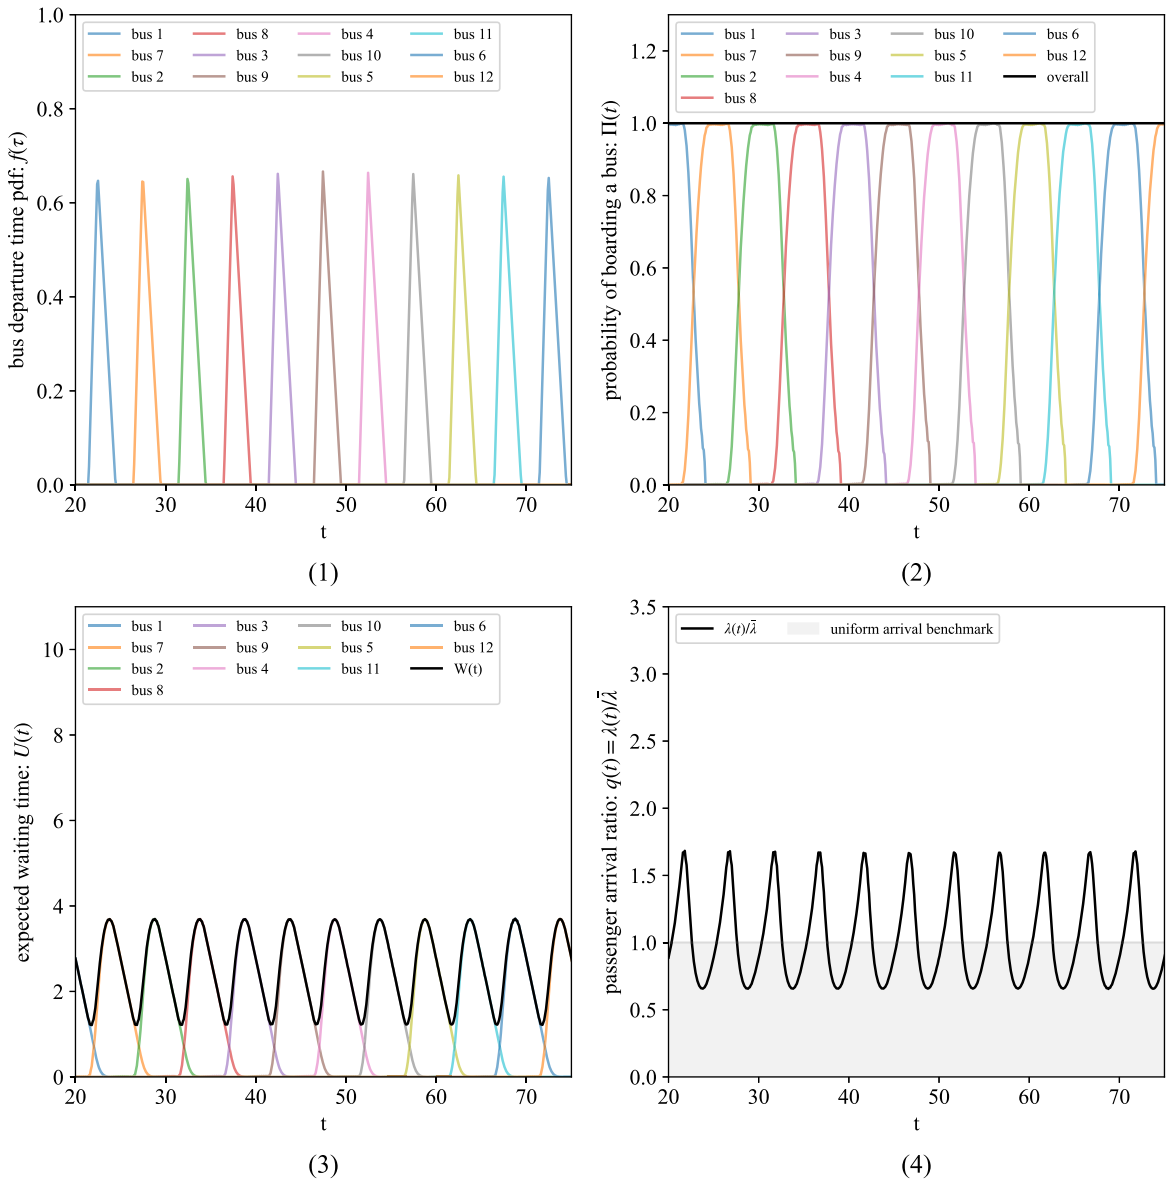 bus departure time pdf: f(τ)
1.0
0.8
0.6
0.4
0.2
0.0
bus 1 bus 8 bus 4 bus 11
bus 7 bus 3 bus 10 bus 6
bus 2 bus 9 bus 5 bus 12
20 30 40 50 60 70
t
(1)
probability of boarding a bus: Π(t)
1.2
1.0
0.8
0.6
0.4
0.2
0.0
bus 1 bus 3 bus 10 bus 6
bus 7 bus 9 bus 5 bus 12
bus 2 bus 4 bus 11 overall
bus 8
20 30 40 50 60 70
t
(2)
expected waiting time: U(t)
10
8
6
4
2
0
bus 1 bus 3 bus 10 bus 6
bus 7 bus 9 bus 5 bus 12
bus 2 bus 4 bus 11 W(t)
bus 8
20 30 40 50 60 70
t
(3)
passenger arrival ratio: q(t) = λ(t)/λ̄
3.5
3.0
2.5
2.0
1.5
1.0
0.5
0.0
λ(t)/λ̄ uniform arrival benchmark
20 30 40 50 60 70
t
(4)